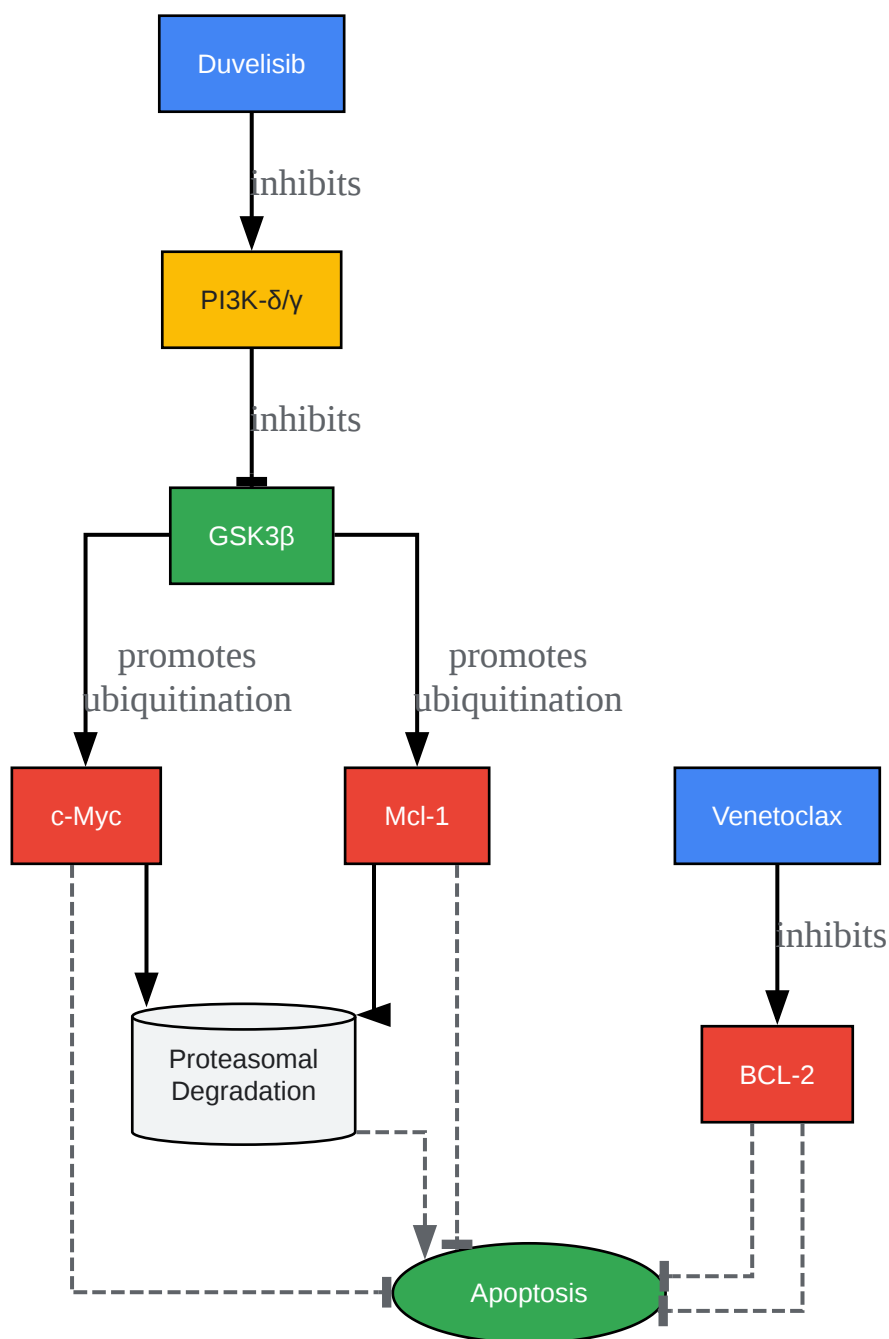 Duvelisib
inhibits
PI3K-δ/γ
inhibits
GSK3β
promotes
ubiquitination
promotes
ubiquitination
c-Myc
Mcl-1
Venetoclax
inhibits
Proteasomal
Degradation
BCL-2
Apoptosis